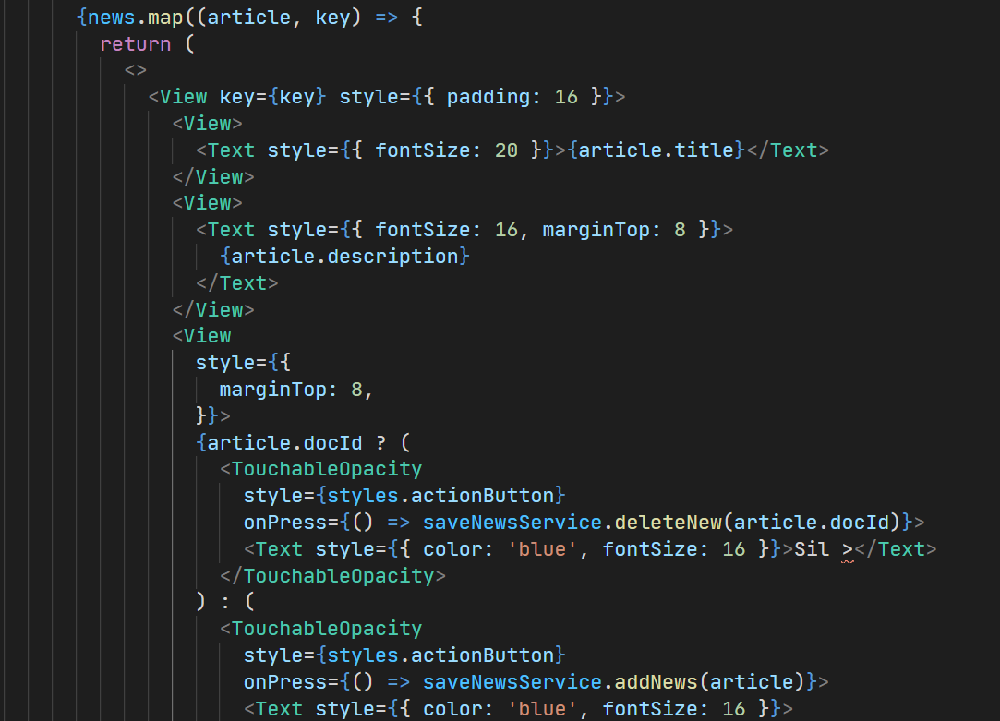 {news.map((article, key) => {
return (
<>
<View key={key} style={{ padding: 16 }}>
<View>
<Text style={{ fontSize: 20 }}>{article.title}</Text>
</View>
<View>
<Text style={{ fontSize: 16, marginTop: 8 }}>
{article.description}
</Text>
</View>
<View
style={{
marginTop: 8,
}}>
{article.docId ? (
<TouchableOpacity
style={styles.actionButton}
onPress={() => saveNewsService.deleteNew(article.docId)}>
<Text style={{ color: 'blue', fontSize: 16 }}>Sil ></Text>
</TouchableOpacity>
) : (
<TouchableOpacity
style={styles.actionButton}
onPress={() => saveNewsService.addNews(article)}>
<Text style={{ color: 'blue', fontSize: 16 }}>